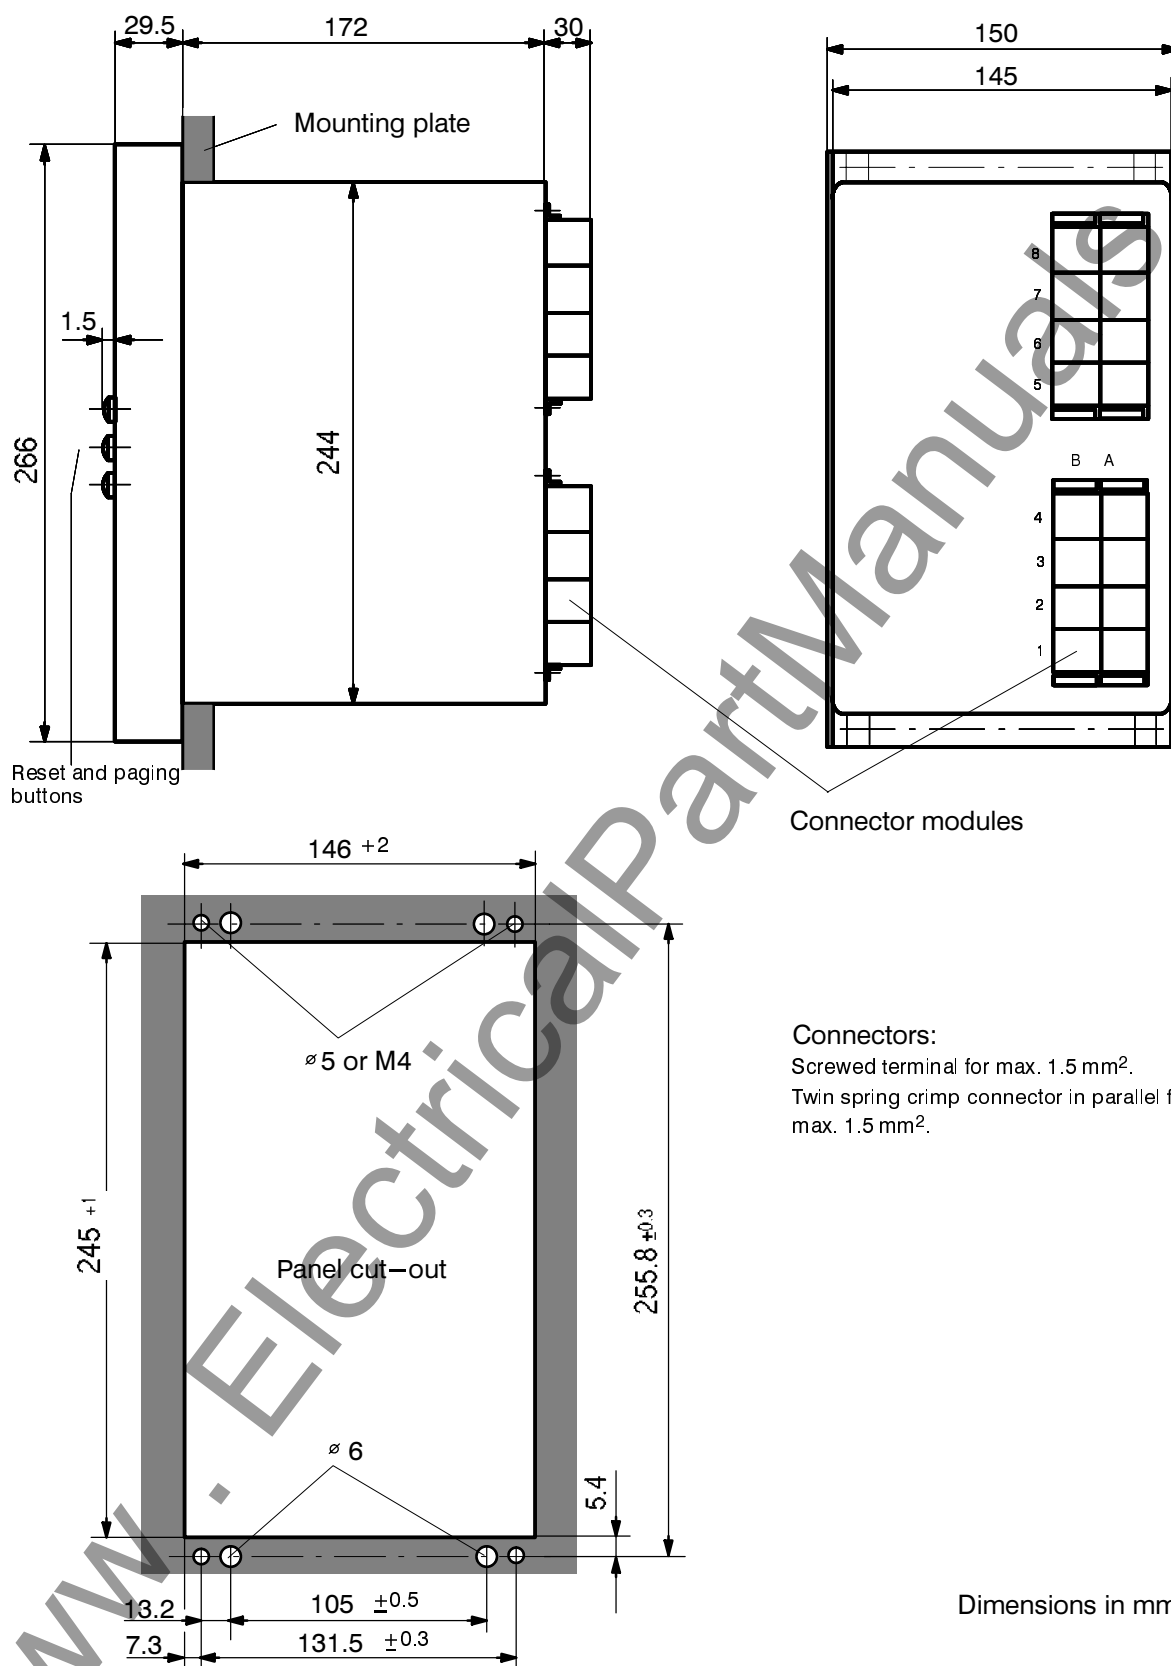 29.5
172
30
150
145
Mounting plate
1.5
266
244
8
7
6
5
B A
4
3
2
1
Reset and paging
buttons
Connector modules
146 +2
⌀ 5 or M4
Connectors:
Screwed terminal for max. 1.5 mm².
Twin spring crimp connector in parallel f
max. 1.5 mm².
245 +1
255.8 ±0.3
Panel cut–out
⌀ 6
5.4
13.2
105 ±0.5
7.3
131.5 ±0.3
Dimensions in mm
w . ElectricalPartManuals